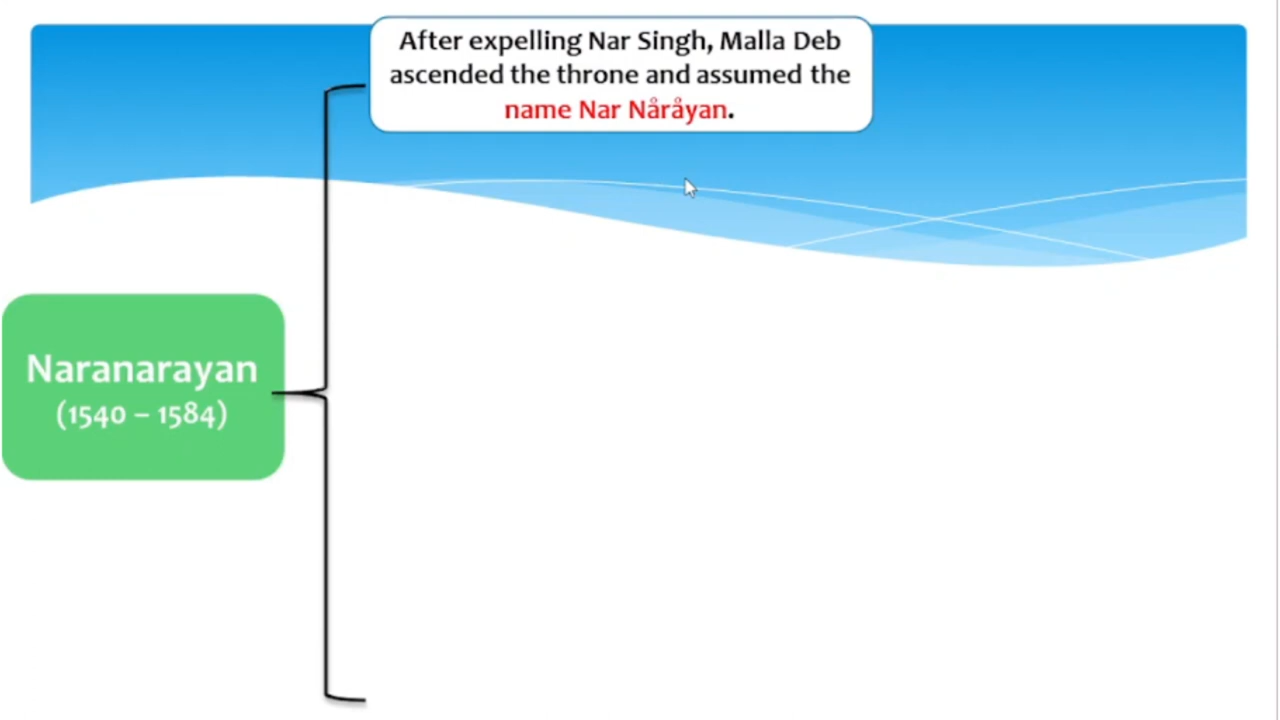 After expelling Nar Singh, Malla Deb
ascended the throne and assumed the
name Nar Nåråyan.
Naranarayan
(1540 – 1584)